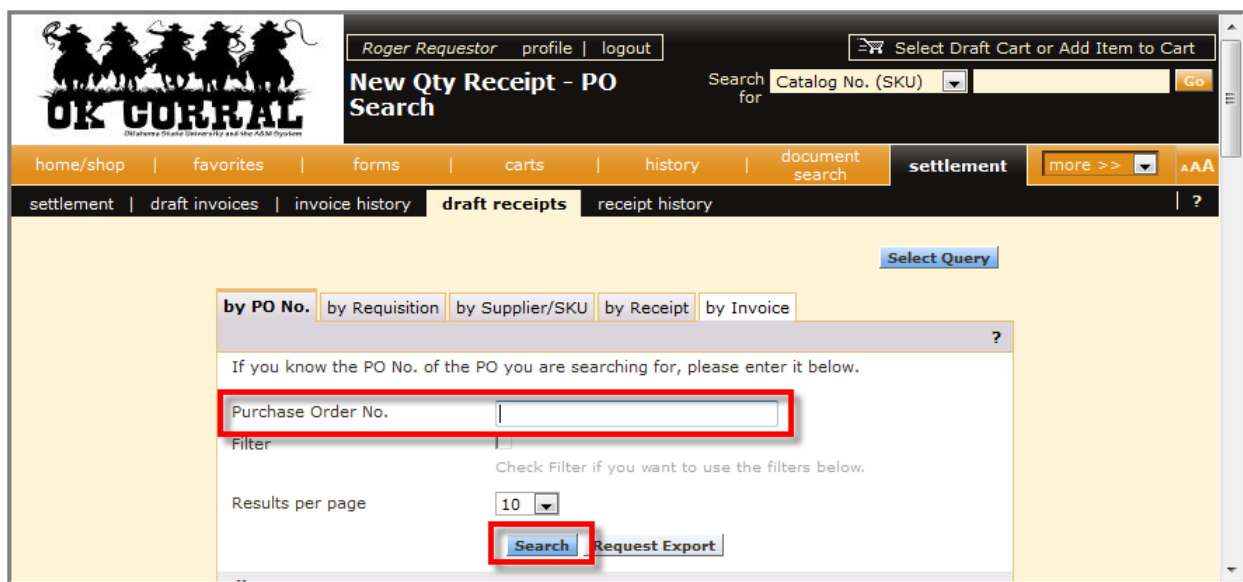 OK CORRAL
Oklahoma State University and the A&M System
Roger Requestor profile | logout
Select Draft Cart or Add Item to Cart
New Qty Receipt - PO
Search
Search
for
Catalog No. (SKU)
Go
home/shop | favorites | forms | carts | history | document search settlement more >> AAA
settlement | draft invoices | invoice history draft receipts receipt history | ?
Select Query
by PO No. by Requisition by Supplier/SKU by Receipt by Invoice
?
If you know the PO No. of the PO you are searching for, please enter it below.
Purchase Order No.
Filter
Check Filter if you want to use the filters below.
Results per page 10
Search Request Export